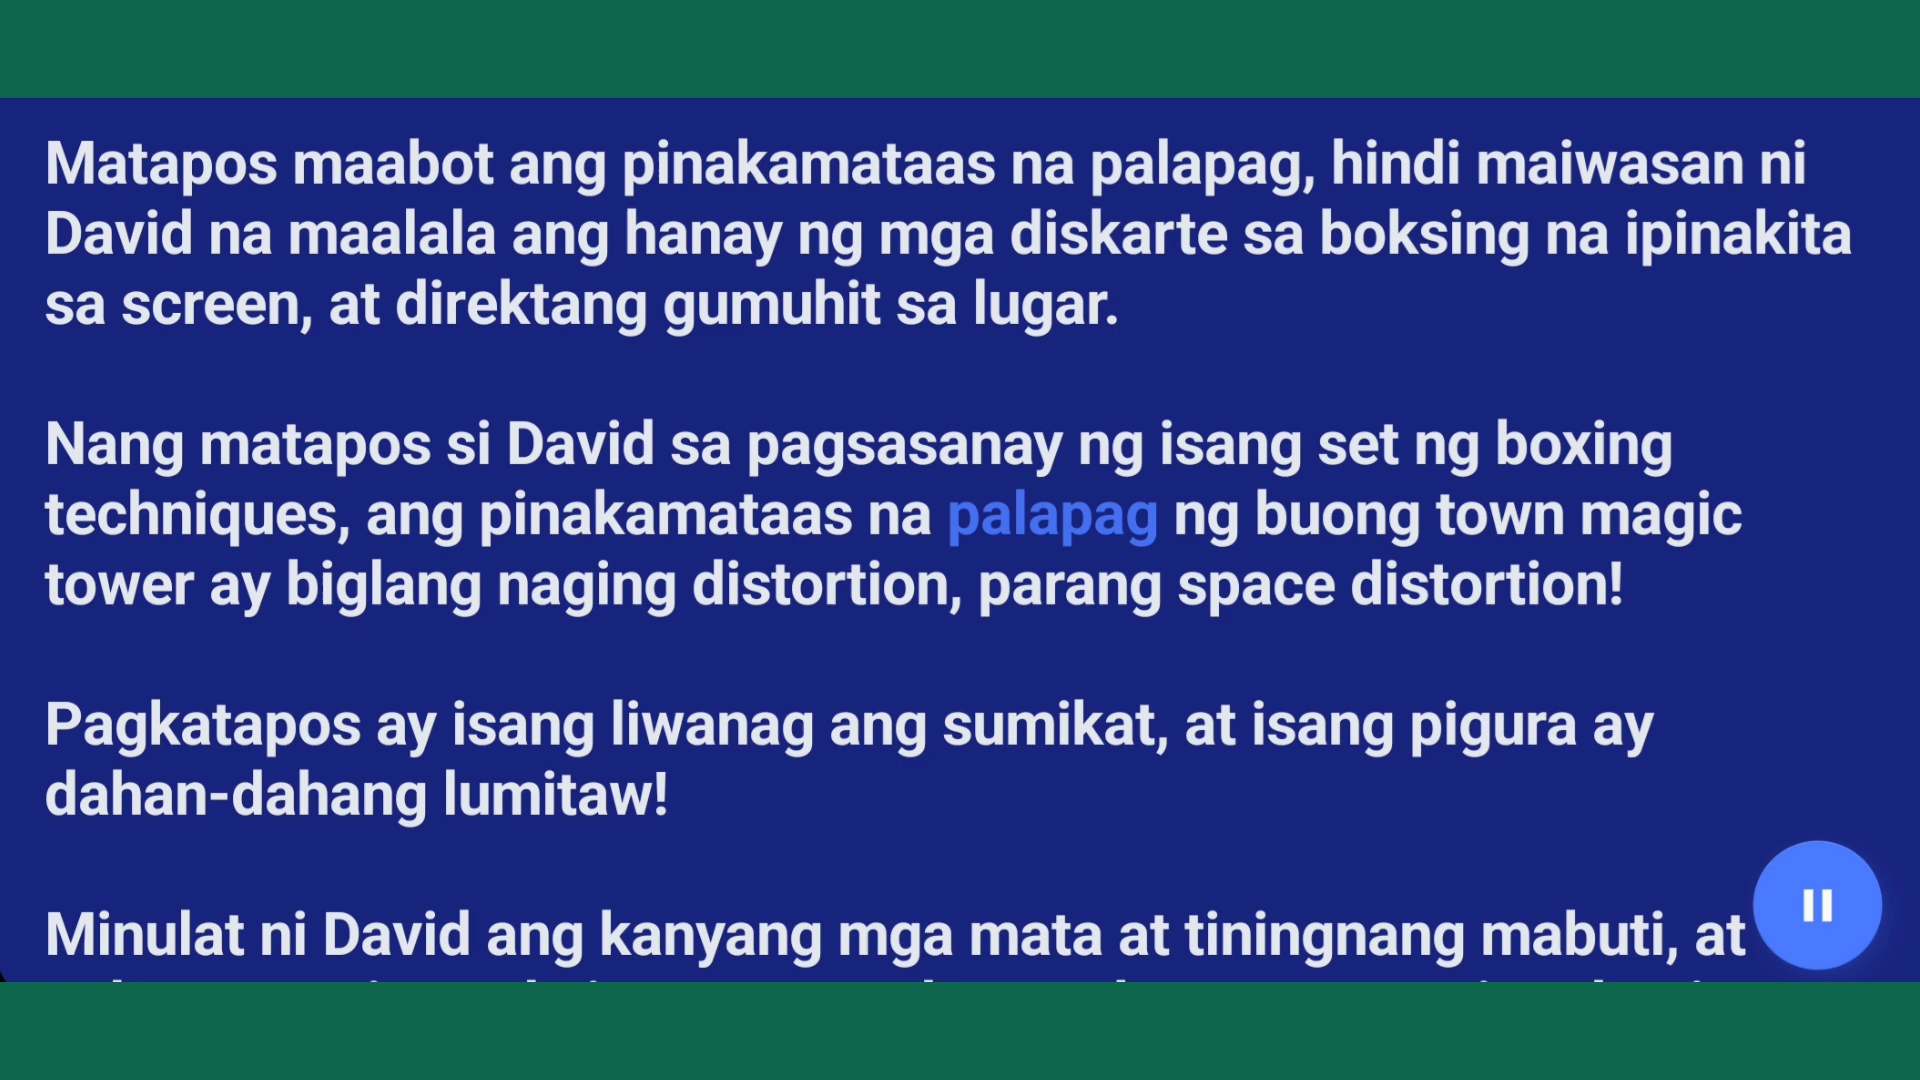 Matapos maabot ang pinakamataas na palapag, hindi maiwasan ni
David na maalala ang hanay ng mga diskarte sa boksing na ipinakita
sa screen, at direktang gumuhit sa lugar.
Nang matapos si David sa pagsasanay ng isang set ng boxing
techniques, ang pinakamataas na palapag ng buong town magic
tower ay biglang naging distortion, parang space distortion!
Pagkatapos ay isang liwanag ang sumikat, at isang pigura ay
dahan-dahang lumitaw!
Minulat ni David ang kanyang mga mata at tiningnang mabuti, at